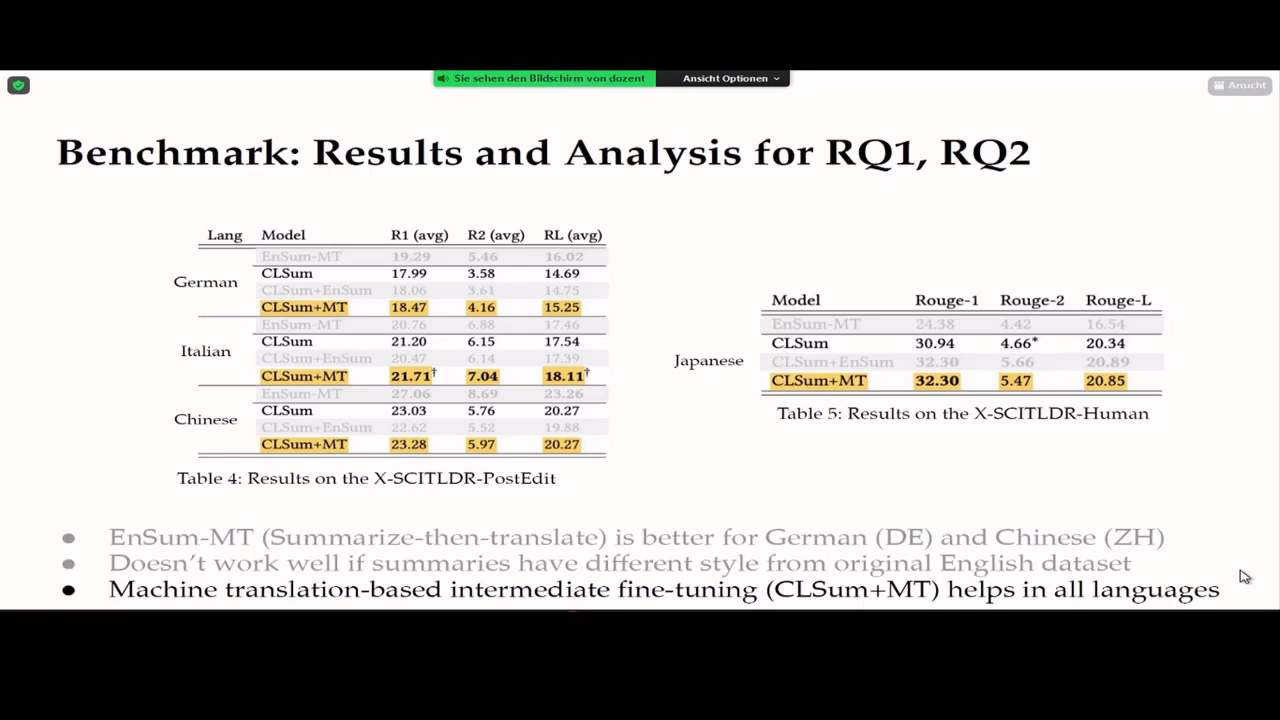 Sie sehen den Bildschirm von dozent
Ansicht Optionen
Ansicht
Benchmark: Results and Analysis for RQ1, RQ2
Lang Model R1 (avg) R2 (avg) RL (avg)
German
EnSum-MT 19.29 5.46 16.02
CLSum 17.99 3.58 14.69
CLSum+EnSum 18.06 3.61 14.75
CLSum+MT 18.47 4.16 15.25
Italian
EnSum-MT 20.76 6.88 17.46
CLSum 21.20 6.15 17.54
CLSum+EnSum 20.47 6.14 17.39
CLSum+MT 21.71† 7.04 18.11†
Chinese
EnSum-MT 27.06 8.69 23.26
CLSum 23.03 5.76 20.27
CLSum+EnSum 22.62 5.52 19.88
CLSum+MT 23.28 5.97 20.27
Table 4: Results on the X-SCITLDR-PostEdit
Model Rouge-1 Rouge-2 Rouge-L
Japanese
EnSum-MT 24.38 4.42 16.54
CLSum 30.94 4.66* 20.34
CLSum+EnSum 32.30 5.66 20.89
CLSum+MT 32.30 5.47 20.85
Table 5: Results on the X-SCITLDR-Human
● EnSum-MT (Summarize-then-translate) is better for German (DE) and Chinese (ZH)
● Doesn't work well if summaries have different style from original English dataset
● Machine translation-based intermediate fine-tuning (CLSum+MT) helps in all languages